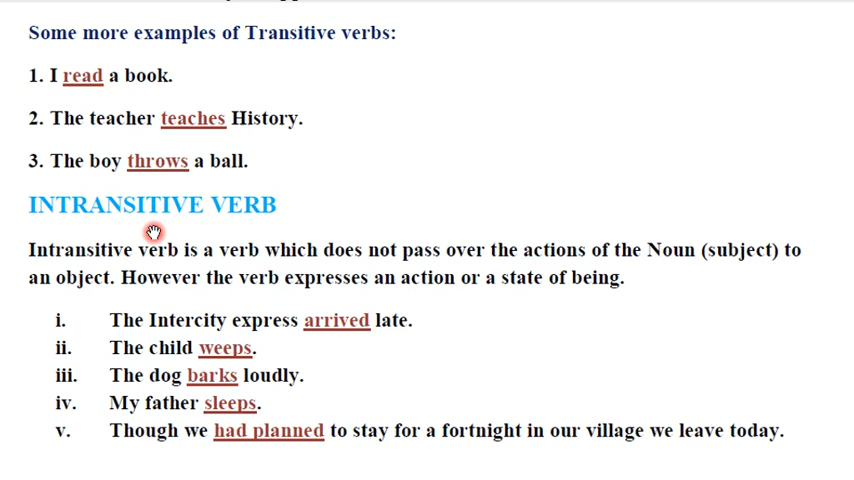 Some more examples of Transitive verbs:
1. I read a book.
2. The teacher teaches History.
3. The boy throws a ball.
INTRANSITIVE VERB
Intransitive verb is a verb which does not pass over the actions of the Noun (subject) to
an object. However the verb expresses an action or a state of being.
i. The Intercity express arrived late.
ii. The child weeps.
iii. The dog barks loudly.
iv. My father sleeps.
v. Though we had planned to stay for a fortnight in our village we leave today.